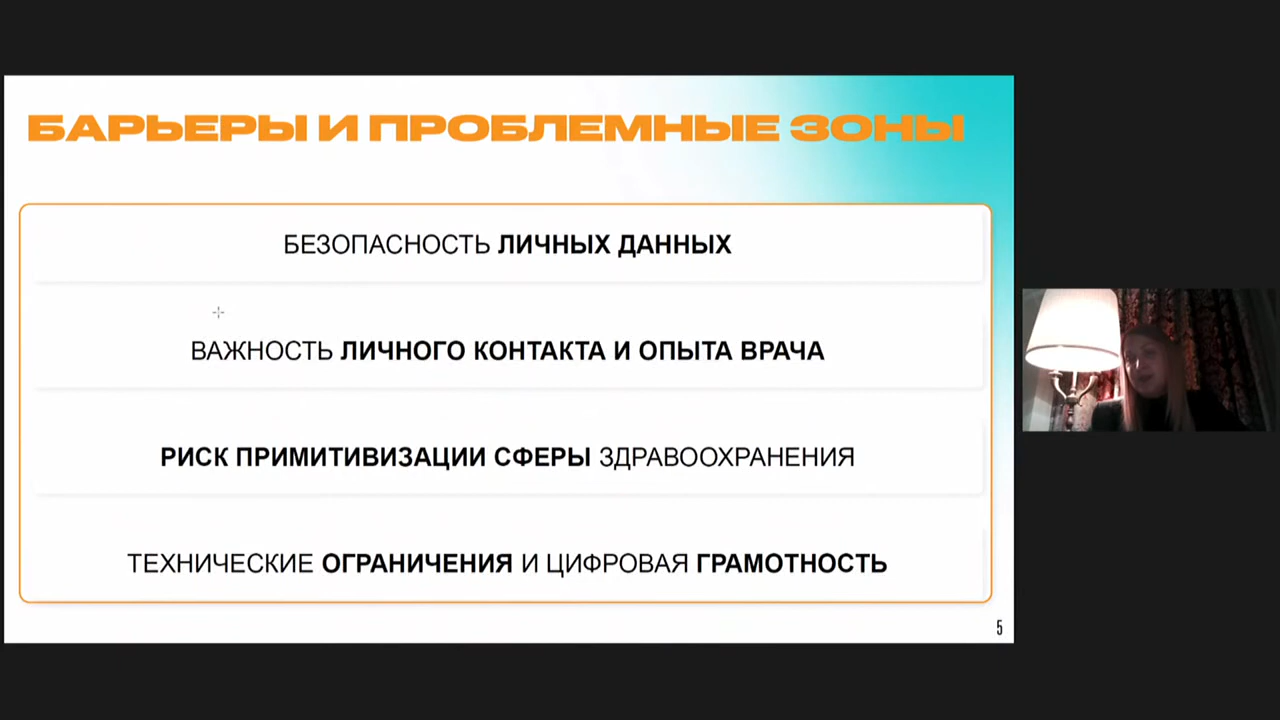 БАРЬЕРЫ И ПРОБЛЕМНЫЕ ЗОНЫ
БЕЗОПАСНОСТЬ ЛИЧНЫХ ДАННЫХ
ВАЖНОСТЬ ЛИЧНОГО КОНТАКТА И ОПЫТА ВРАЧА
РИСК ПРИМИТИВИЗАЦИИ СФЕРЫ ЗДРАВООХРАНЕНИЯ
ТЕХНИЧЕСКИЕ ОГРАНИЧЕНИЯ И ЦИФРОВАЯ ГРАМОТНОСТЬ
5